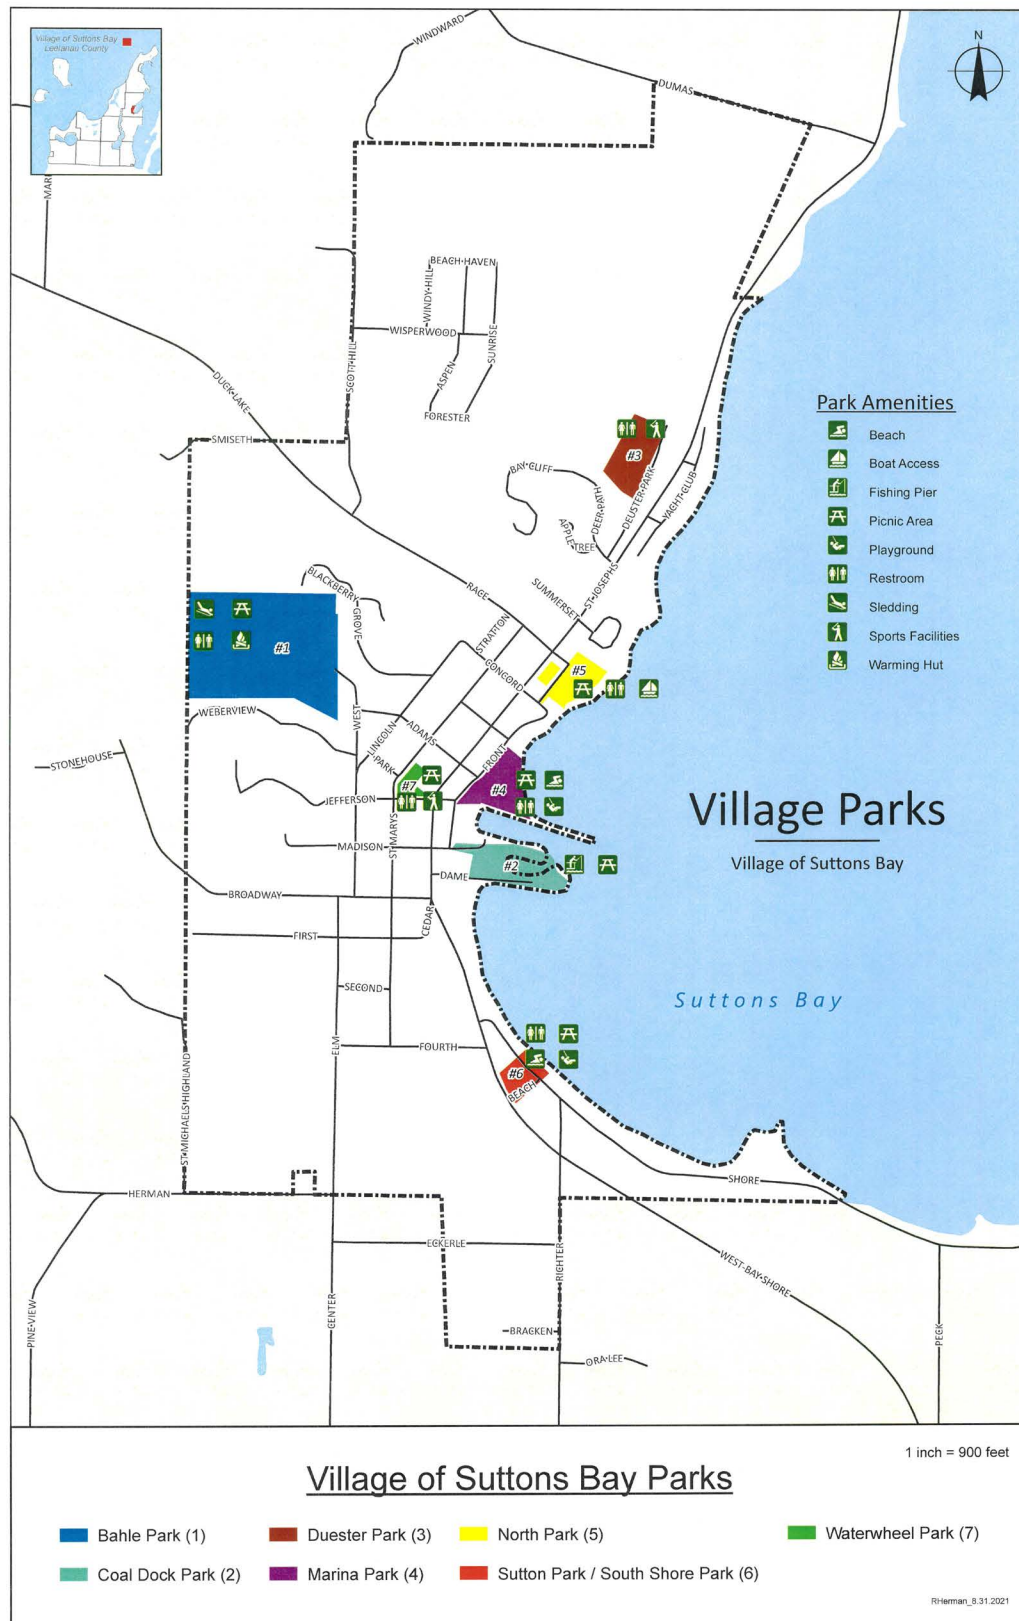 Village of Suttons Bay
Leelanau County
N
WINDWARD
DUMAS
BEACH HAVEN
WINDY HILL
WISPERWOOD
SUNRISE
ASPEN
FORESTER
SCOTT HILL
DUCK LAKE
SMISETH
Park Amenities
Beach
Boat Access
Fishing Pier
Picnic Area
Playground
Restroom
Sledding
Sports Facilities
Warming Hut
#3
BAY CLIFF
DEER PATH
APPLE TREE
DEUSTER PARK
YACHT CLUB
ST JOSEPHS
SUMMERSET
RACE
STRATTON
CONCORD
BLACKBERRY
GROVE
#1
#5
WEBERVIEW
WEST
LINCOLN
ADAMS
PARK
FRONT
STONEHOUSE
#7
#4
JEFFERSON
ST MARYS
MADISON
#2
DAME
BROADWAY
CEDAR
FIRST
SECOND
ELM
FOURTH
Village Parks
Village of Suttons Bay
Suttons Bay
#6
BEACH
ST MICHAELS HIGHLAND
HERMAN
SHORE
ECKERLE
RICHTER
WEST BAY SHORE
PINE VIEW
CENTER
BRACKEN
ORA LEE
PECK
1 inch = 900 feet
Village of Suttons Bay Parks
Bahle Park (1)
Duester Park (3)
North Park (5)
Waterwheel Park (7)
Coal Dock Park (2)
Marina Park (4)
Sutton Park / South Shore Park (6)
RHerman_8.31.2021